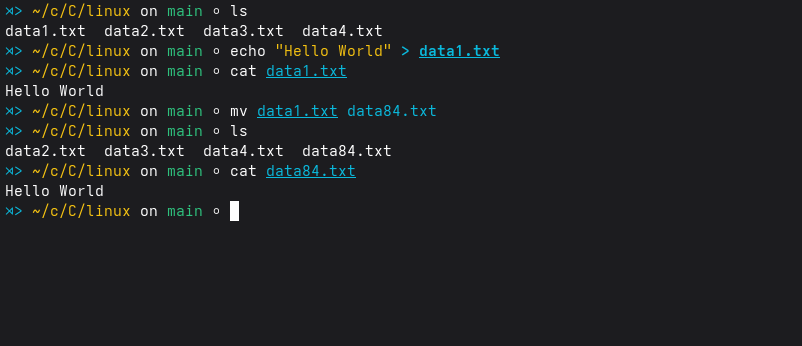 ⋊> ~/c/C/linux on main ◦ ls
data1.txt  data2.txt  data3.txt  data4.txt
⋊> ~/c/C/linux on main ◦ echo "Hello World" > data1.txt
⋊> ~/c/C/linux on main ◦ cat data1.txt
Hello World
⋊> ~/c/C/linux on main ◦ mv data1.txt data84.txt
⋊> ~/c/C/linux on main ◦ ls
data2.txt  data3.txt  data4.txt  data84.txt
⋊> ~/c/C/linux on main ◦ cat data84.txt
Hello World
⋊> ~/c/C/linux on main ◦